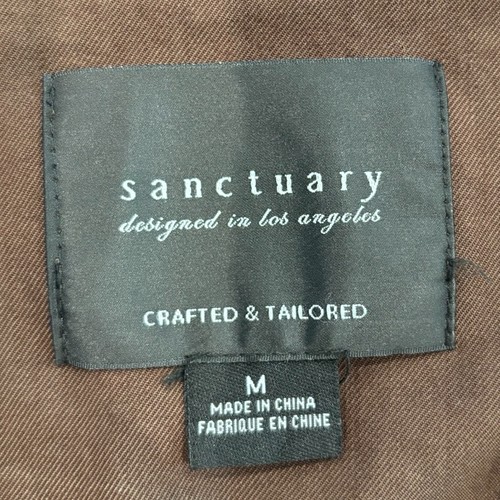 sanctuary
designed in los angeles
CRAFTED & TAILORED
M
MADE IN CHINA
FABRIQUE EN CHINE